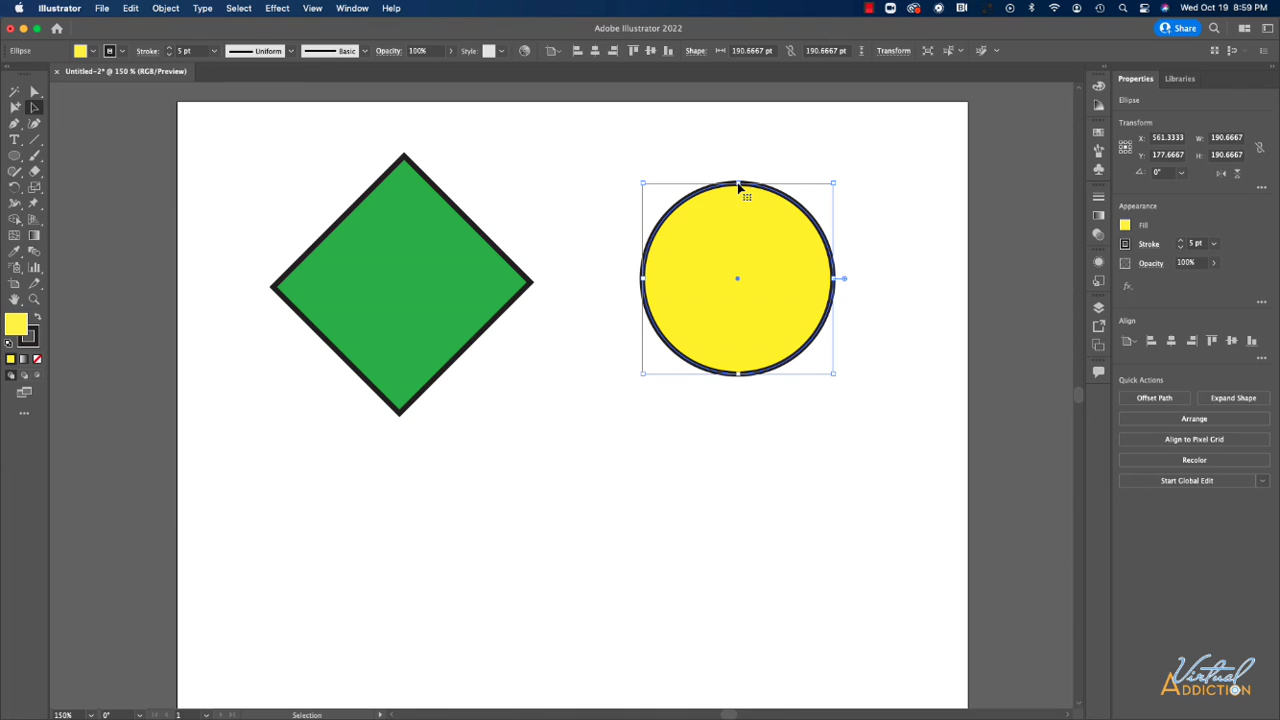 Illustrator File Edit Object Type Select Effect View Window Help Wed Oct 19 8:59 PM
Adobe Illustrator 2022 Share
Ellipse Stroke: 5 pt Uniform Basic Opacity: 100% Style: Shape: 190.6667 pt 190.6667 pt Transform
Untitled-2* @ 150 % (RGB/Preview)
Properties Libraries
Ellipse
Transform
X: 561.3333 W: 190.6667
Y: 177.6667 H: 190.6667
0°
Appearance
Fill
Stroke 5 pt
Opacity 100%
fx
Align
Quick Actions
Offset Path Expand Shape
Arrange
Align to Pixel Grid
Recolor
Start Global Edit
Virtual
ADDICTION
150% 0° 1 Selection